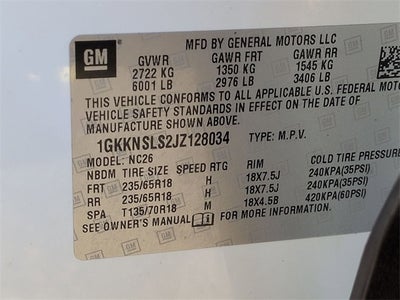 GM
MFD BY GENERAL MOTORS LLC
GVWR GAWR FRT GAWR RR
2722 KG 1350 KG 1545 KG
6001 LB 2976 LB 3406 LB
THIS VEHICLE CONFORMS TO ALL APPLICABLE U.S. FEDERAL
VEHICLE SAFETY STANDARDS IN EFFECT ON THE DATE OF
MANUFACTURE SHOWN ABOVE.
1GKKNSLS2JZ128034 TYPE: M.P.V.
MODEL: NC26
NBDM TIRE SIZE SPEED RTG RIM COLD TIRE PRESSURE
FRT 235/65R18 H 18X7.5J 240KPA(35PSI)
RR 235/65R18 H 18X7.5J 240KPA(35PSI)
SPA T135/70R18 M 18X4.5B 420KPA(60PSI)
SEE OWNER'S MANUAL FOR MORE INFORMATION.